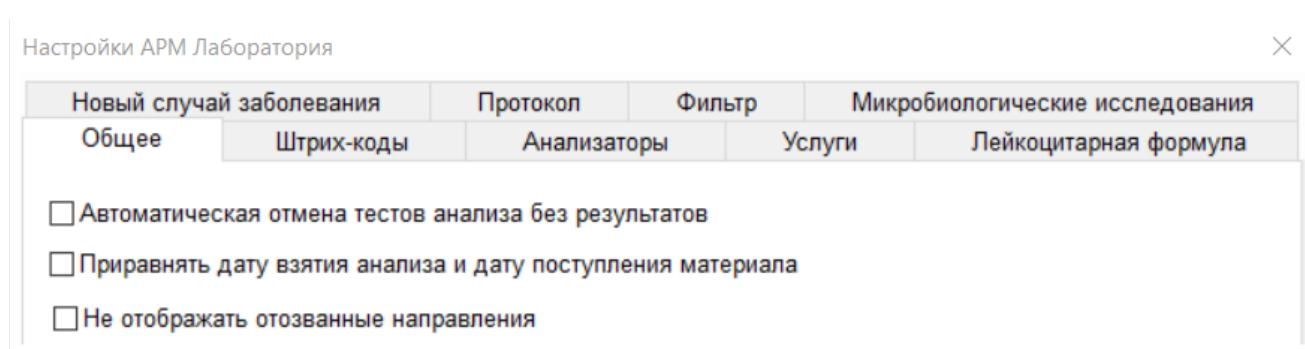 Настройки АРМ Лаборатория
Новый случай заболевания Протокол Фильтр Микробиологические исследования
Общее Штрих-коды Анализаторы Услуги Лейкоцитарная формула
Автоматическая отмена тестов анализа без результатов
Приравнять дату взятия анализа и дату поступления материала
Не отображать отозванные направления